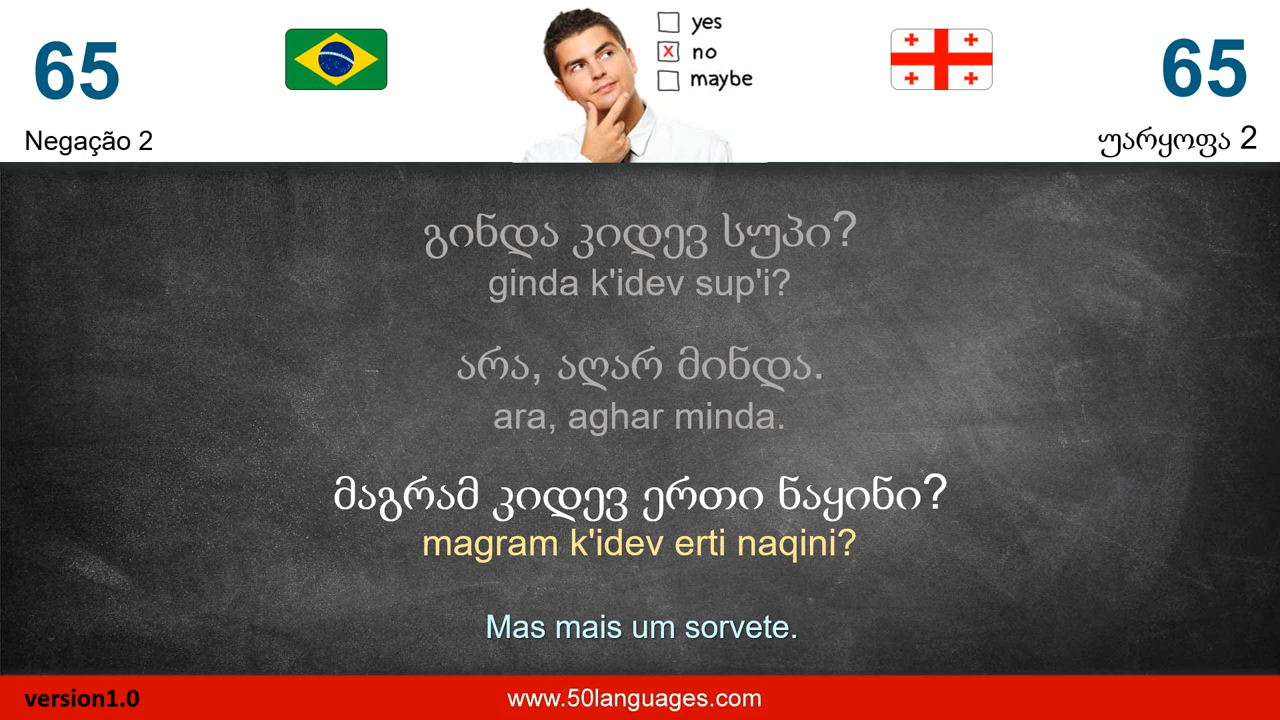 65
Negação 2
yes
x no
maybe
65
უარყოფა 2
გინდა კიდევ სუპი?
ginda k'idev sup'i?
არა, აღარ მინდა.
ara, aghar minda.
მაგრამ კიდევ ერთი ნაყინი?
magram k'idev erti naqini?
Mas mais um sorvete.
version1.0
www.50languages.com